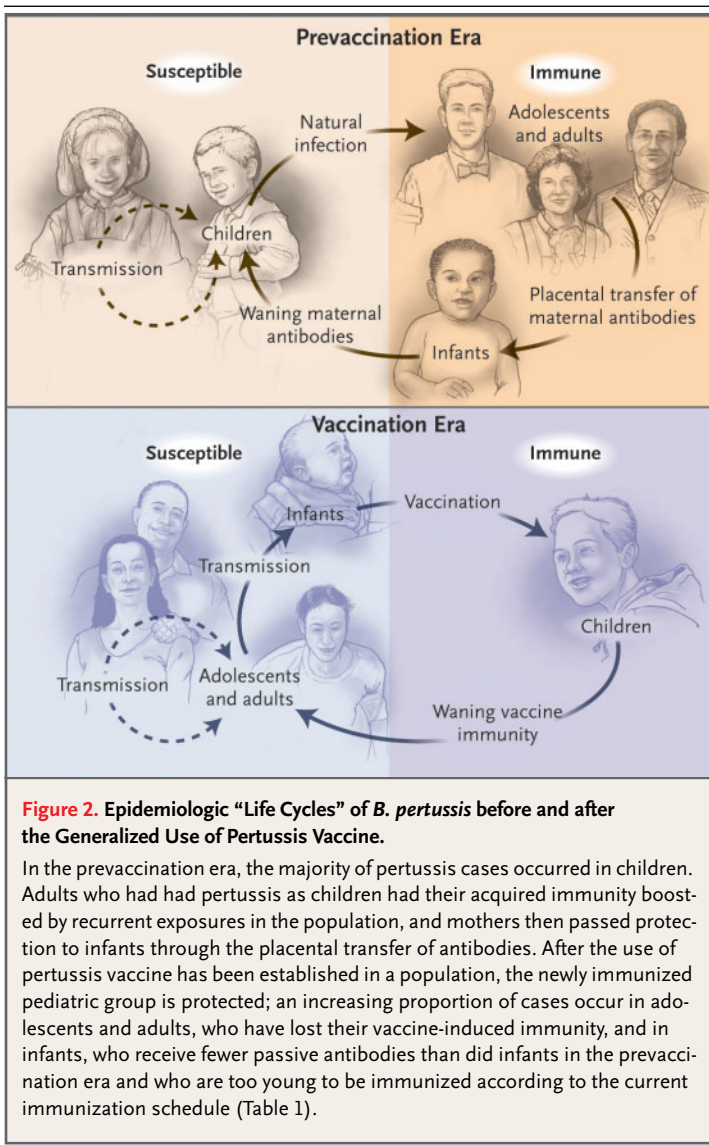 Prevaccination Era
Susceptible
Immune
Natural
infection
Adolescents
and adults
Children
Transmission
Waning maternal
antibodies
Placental transfer of
maternal antibodies
Infants
Vaccination Era
Susceptible
Immune
Infants
Vaccination
Transmission
Children
Transmission
Adolescents
and adults
Waning vaccine
immunity
Figure 2. Epidemiologic “Life Cycles” of B. pertussis before and after
the Generalized Use of Pertussis Vaccine.
In the prevaccination era, the majority of pertussis cases occurred in children.
Adults who had had pertussis as children had their acquired immunity boost-
ed by recurrent exposures in the population, and mothers then passed protec-
tion to infants through the placental transfer of antibodies. After the use of
pertussis vaccine has been established in a population, the newly immunized
pediatric group is protected; an increasing proportion of cases occur in ado-
lescents and adults, who have lost their vaccine-induced immunity, and in
infants, who receive fewer passive antibodies than did infants in the prevacci-
nation era and who are too young to be immunized according to the current
immunization schedule (Table 1).